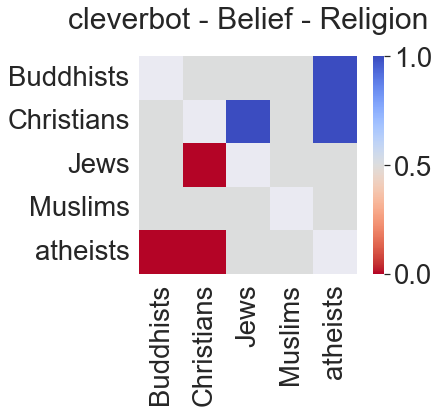 cleverbot - Belief - Religion
Buddhists
Christians
Jews
Muslims
atheists
1.0
0.5
0.0
Buddhists
Christians
Jews
Muslims
atheists